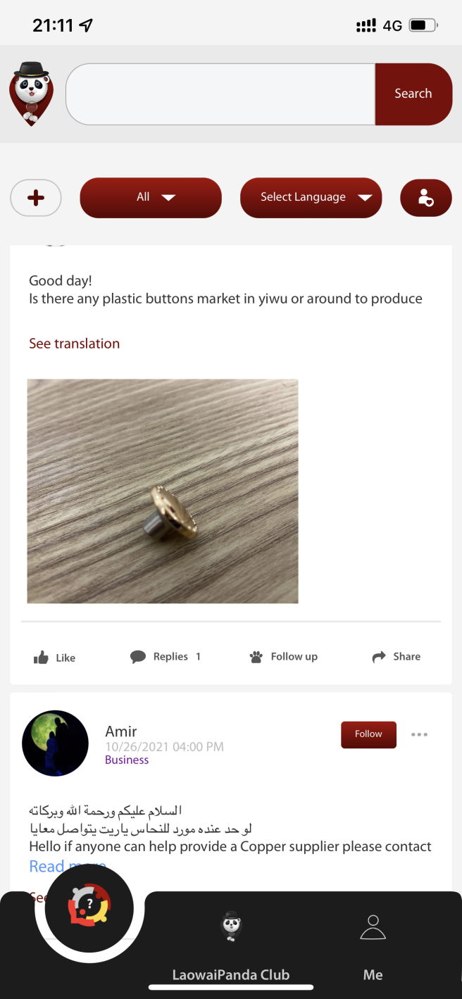 21:11
4G
Search
All
Select Language
Good day!
Is there any plastic buttons market in yiwu or around to produce
See translation
Like
Replies 1
Follow up
Share
Amir
Follow
10/26/2021 04:00 PM
Business
السلام عليكم ورحمة الله وبركاته
لو حد عنده مورد للنحاس ياريت يتواصل معايا
Hello if anyone can help provide a Copper supplier please contact
Read more
See
?
LaowaiPanda Club
Me